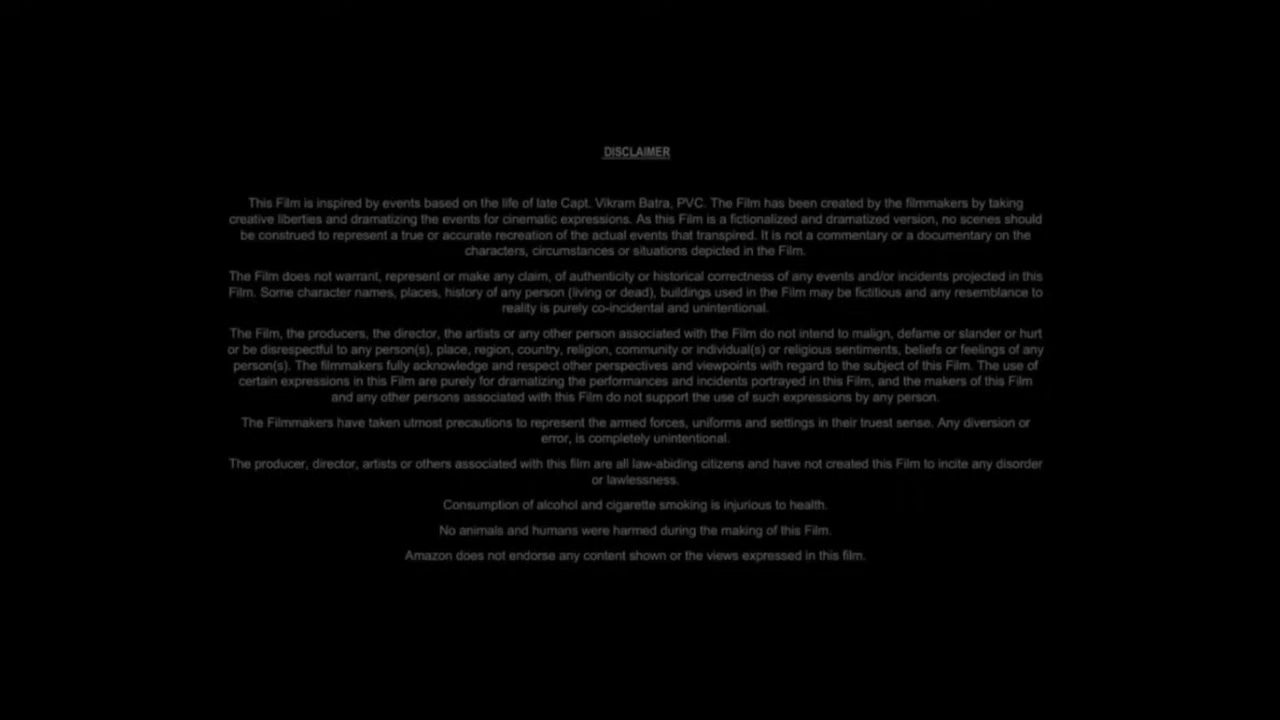 DISCLAIMER
This Film is inspired by events based on the life of late Capt. Vikram Batra, PVC. The Film has been created by the filmmakers by taking
creative liberties and dramatizing the events for cinematic expressions. As this Film is a fictionalized and dramatized version, no scenes should
be construed to represent a true or accurate recreation of the actual events that transpired. It is not a commentary or a documentary on the
characters, circumstances or situations depicted in the Film.
The Film does not warrant, represent or make any claim, of authenticity or historical correctness of any events and/or incidents projected in this
Film. Some character names, places, history of any person (living or dead), buildings used in the Film may be fictitious and any resemblance to
reality is purely co-incidental and unintentional.
The Film, the producers, the director, the artists or any other person associated with the Film do not intend to malign, defame or slander or hurt
or be disrespectful to any person(s), place, region, country, religion, community or individual(s) or religious sentiments, beliefs or feelings of any
person(s). The filmmakers fully acknowledge and respect other perspectives and viewpoints with regard to the subject of this Film. The use of
certain expressions in this Film are purely for dramatizing the performances and incidents portrayed in this Film, and the makers of this Film
and any other persons associated with this Film do not support the use of such expressions by any person.
The Filmmakers have taken utmost precautions to represent the armed forces, uniforms and settings in their truest sense. Any diversion or
error, is completely unintentional.
The producer, director, artists or others associated with this film are all law-abiding citizens and have not created this Film to incite any disorder
or lawlessness.
Consumption of alcohol and cigarette smoking is injurious to health.
No animals and humans were harmed during the making of this Film.
Amazon does not endorse any content shown or the views expressed in this film.